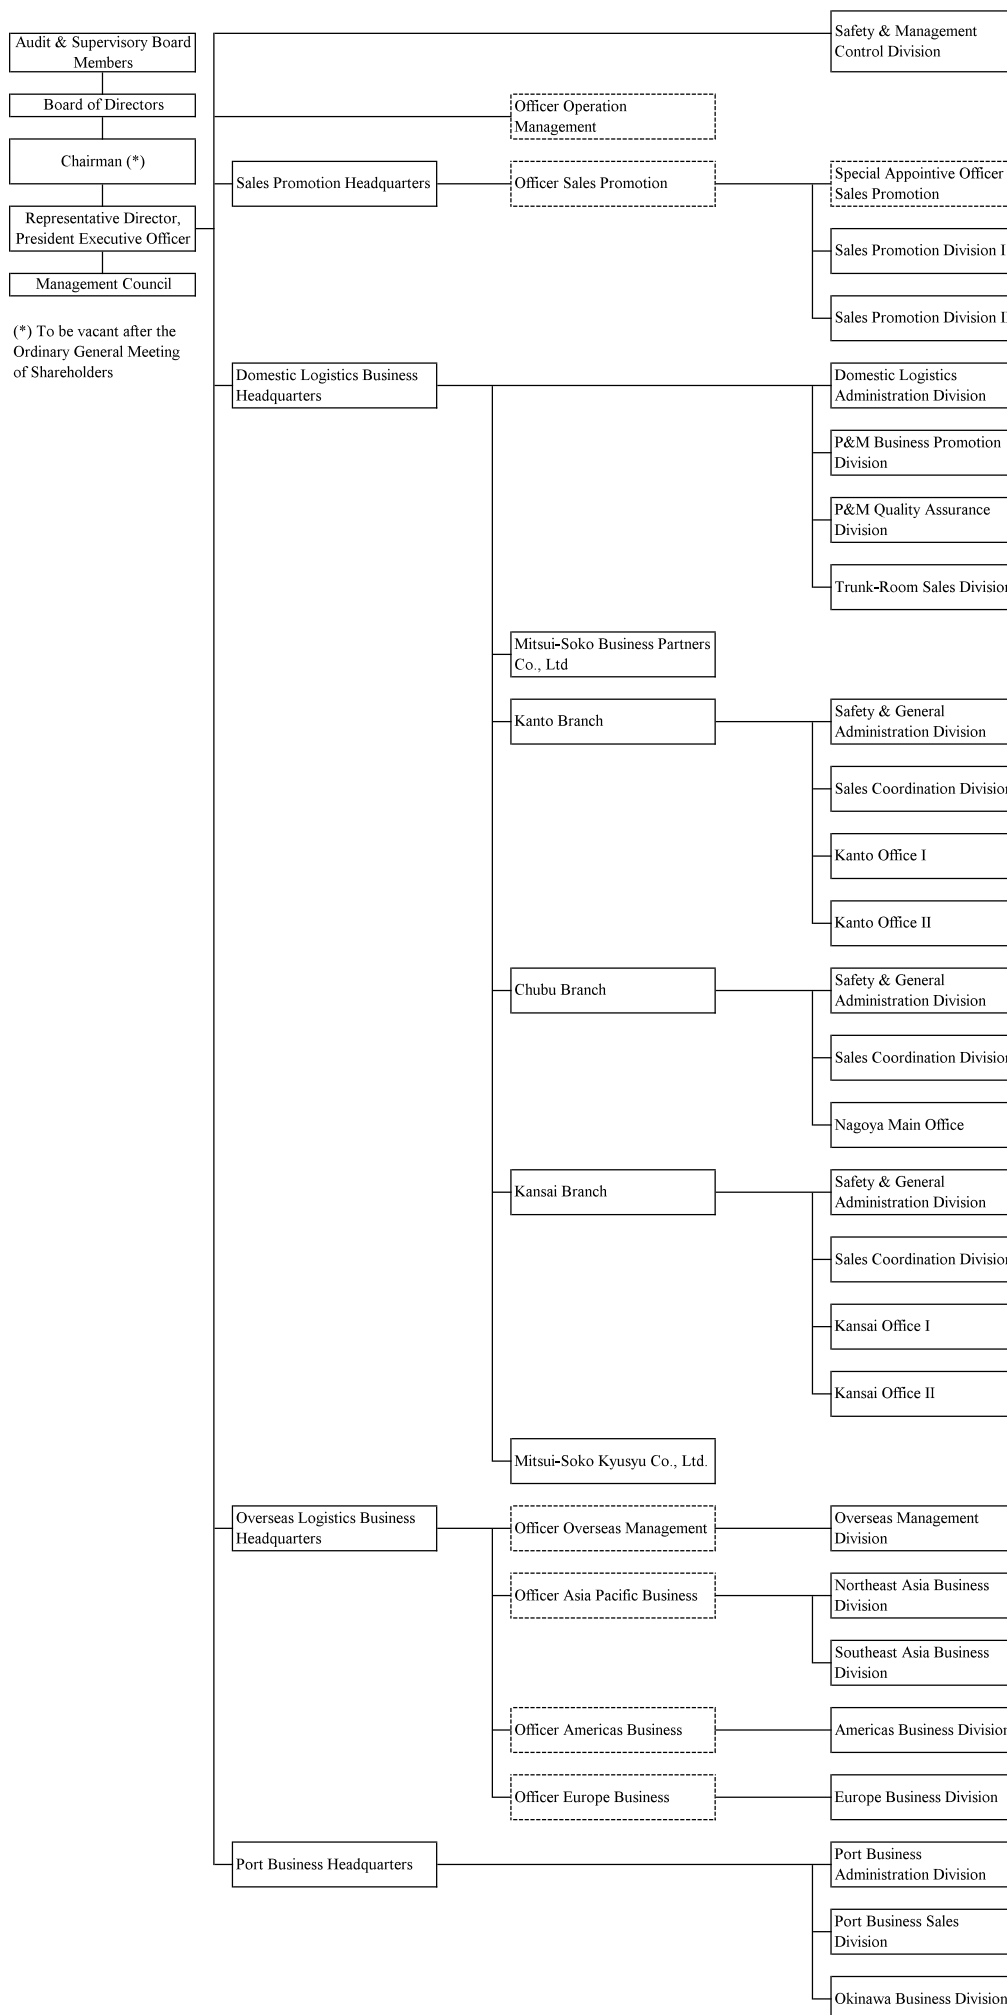 Audit & Supervisory Board
Members
Board of Directors
Chairman (*)
Representative Director,
President Executive Officer
Management Council
(*) To be vacant after the
Ordinary General Meeting
of Shareholders
Safety & Management
Control Division
Officer Operation
Management
Sales Promotion Headquarters
Officer Sales Promotion
Special Appointive Officer
Sales Promotion
Sales Promotion Division I
Sales Promotion Division II
Domestic Logistics Business
Headquarters
Domestic Logistics
Administration Division
P&M Business Promotion
Division
P&M Quality Assurance
Division
Trunk-Room Sales Division
Mitsui-Soko Business Partners
Co., Ltd
Kanto Branch
Safety & General
Administration Division
Sales Coordination Division
Kanto Office I
Kanto Office II
Chubu Branch
Safety & General
Administration Division
Sales Coordination Division
Nagoya Main Office
Kansai Branch
Safety & General
Administration Division
Sales Coordination Division
Kansai Office I
Kansai Office II
Mitsui-Soko Kyusyu Co., Ltd.
Overseas Logistics Business
Headquarters
Officer Overseas Management
Overseas Management
Division
Officer Asia Pacific Business
Northeast Asia Business
Division
Southeast Asia Business
Division
Officer Americas Business
Americas Business Division
Officer Europe Business
Europe Business Division
Port Business Headquarters
Port Business
Administration Division
Port Business Sales
Division
Okinawa Business Division